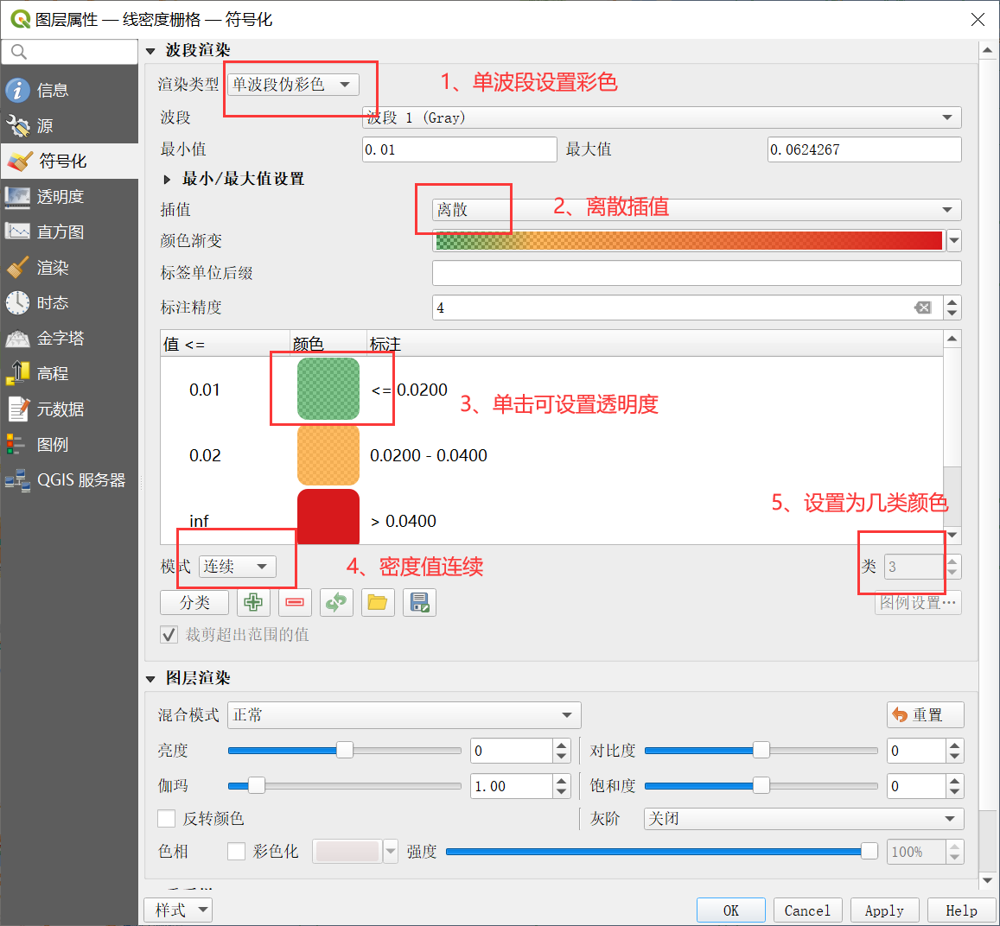 图层属性 — 线密度栅格 — 符号化
信息
源
符号化
透明度
直方图
渲染
时态
金字塔
高程
元数据
图例
QGIS 服务器
波段渲染
渲染类型 单波段伪彩色 1、单波段设置彩色
波段 波段 1 (Gray)
最小值 0.01 最大值 0.0624267
最小/最大值设置
插值 离散 2、离散插值
颜色渐变
标签单位后缀
标注精度 4
值 <= 颜色 标注
0.01 <= 0.0200
3、单击可设置透明度
0.02 0.0200 - 0.0400
5、设置为几类颜色
inf > 0.0400
模式 连续 4、密度值连续 类 3
分类 图例设置...
裁剪超出范围的值
图层渲染
混合模式 正常 重置
亮度 0 对比度 0
伽玛 1.00 饱和度 0
反转颜色 灰阶 关闭
色相 彩色化 强度 100%
样式 OK Cancel Apply Help